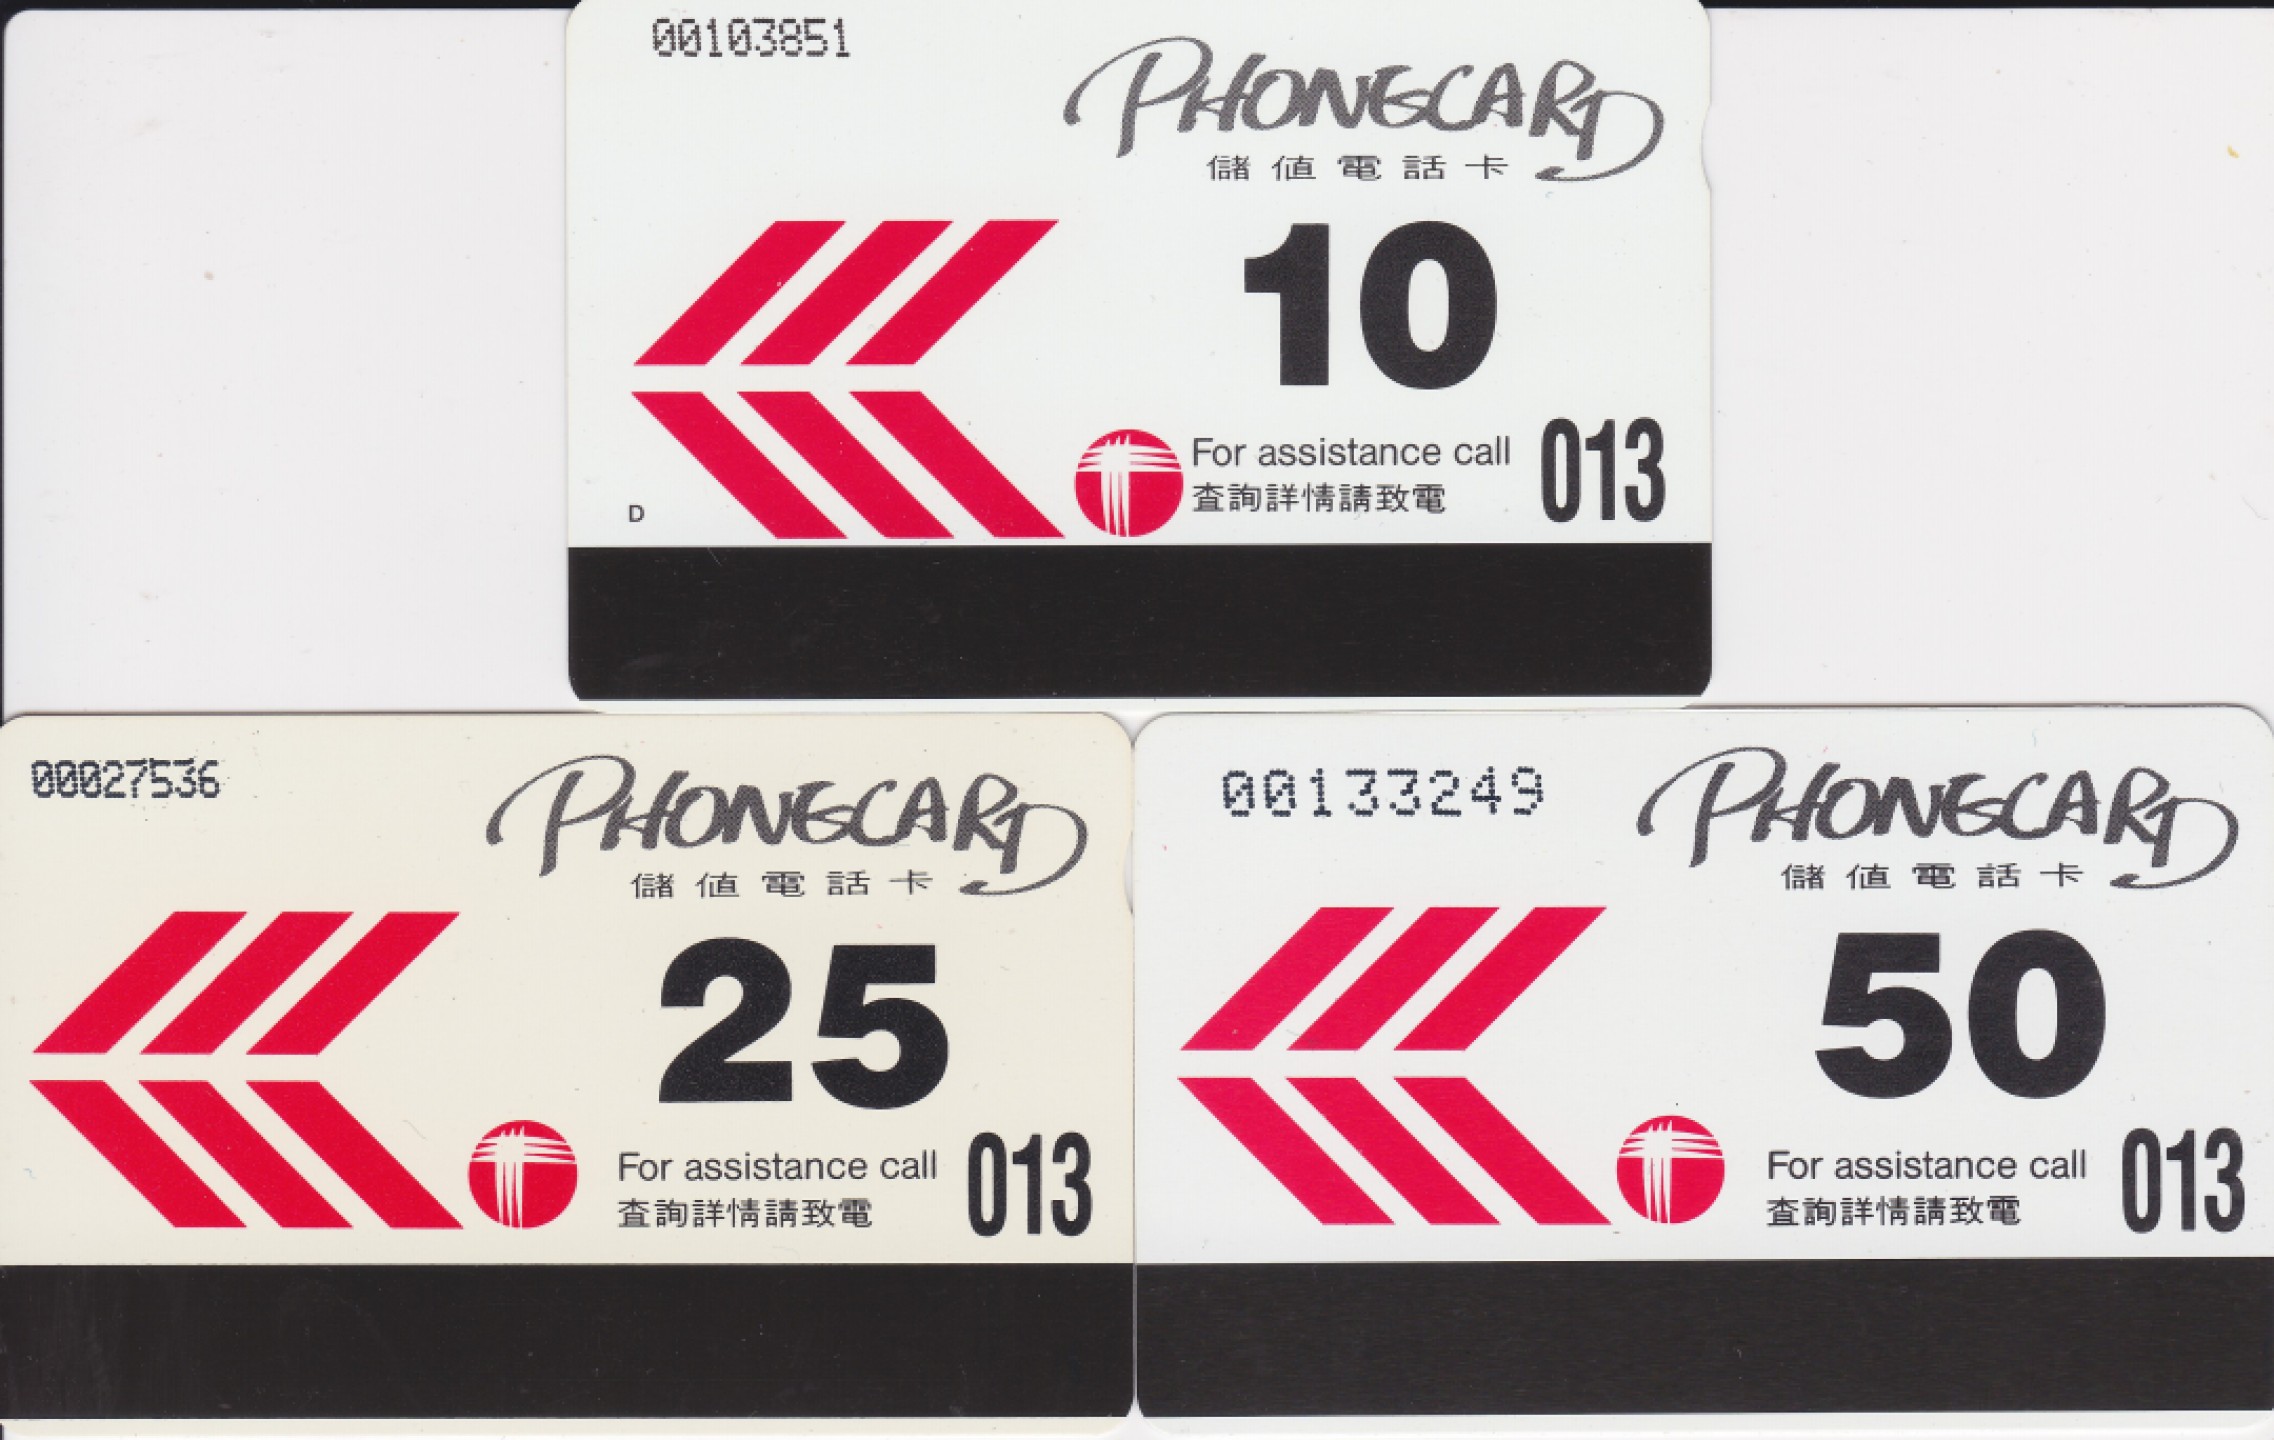 00103851
PHONECARD
儲值電話卡
10
For assistance call 013
查詢詳情請致電
D
00027536
PHONECARD
儲值電話卡
25
For assistance call 013
查詢詳情請致電
00133249
PHONECARD
儲值電話卡
50
For assistance call 013
查詢詳情請致電